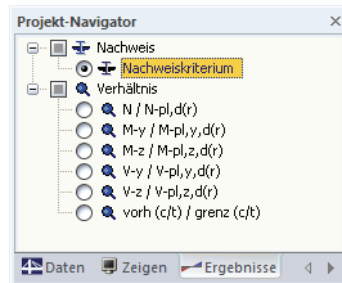 Projekt-Navigator
Nachweis
Nachweiskriterium
Verhältnis
N / N-pl,d(r)
M-y / M-pl,y,d(r)
M-z / M-pl,z,d(r)
V-y / V-pl,y,d(r)
V-z / V-pl,z,d(r)
vorh (c/t) / grenz (c/t)
Daten Zeigen Ergebnisse